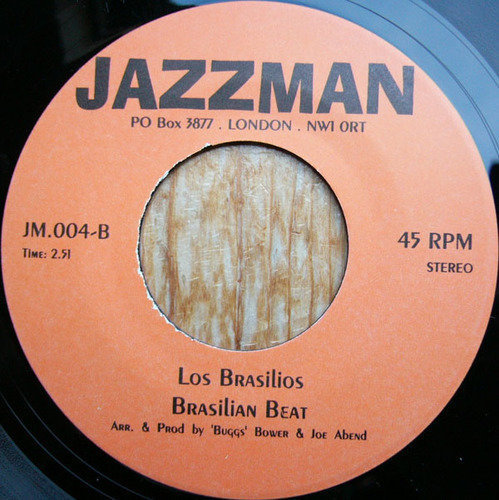 JAZZMAN
PO Box 3877 . LONDON . NW1 0RT
JM.004-B
45 RPM
TIME: 2.51
STEREO
LOS BRASILIOS
BRASILIAN BEAT
ARR. & PROD BY 'BUGGS' BOWER & JOE ABEND